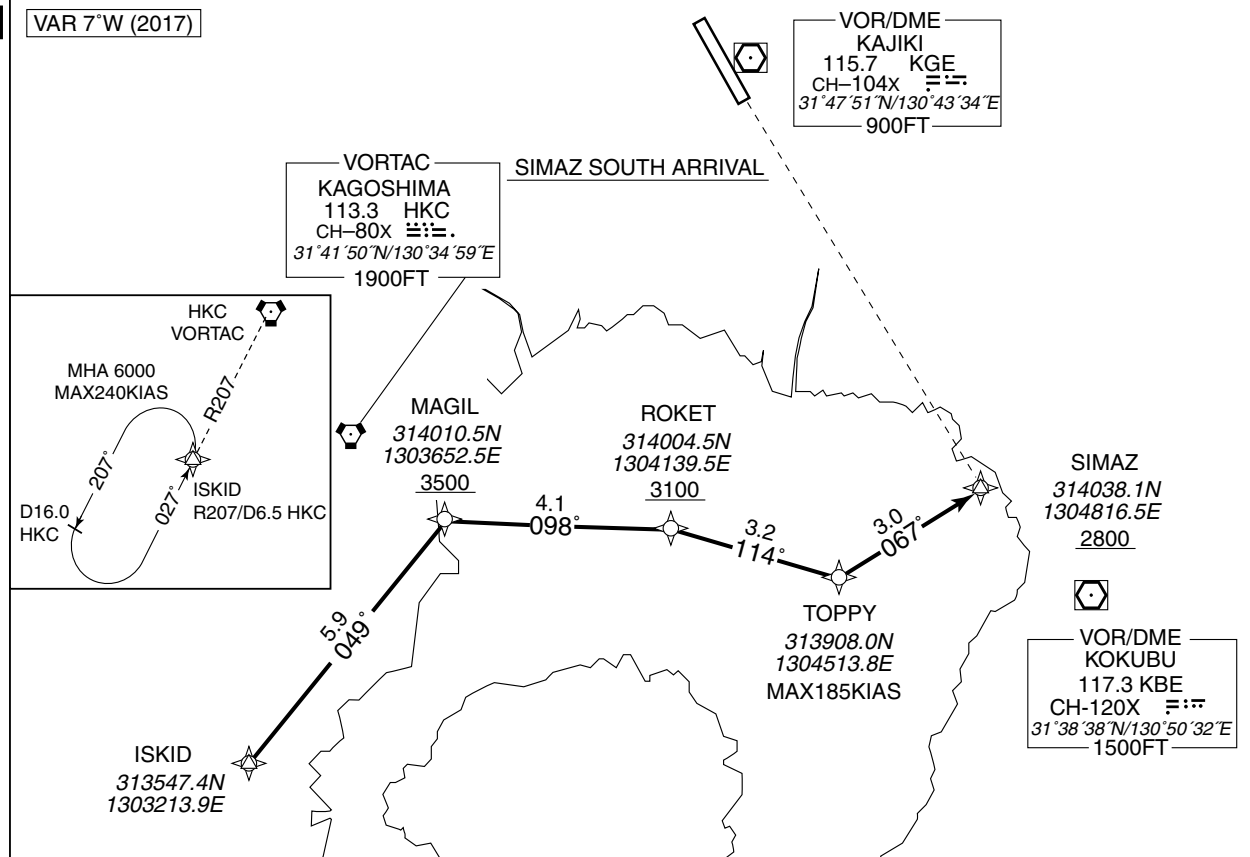 VAR 7°W (2017)
VOR/DME
KAJIKI
115.7 KGE
CH–104X
31°47´51˝N/130°43´34˝E
900FT
SIMAZ SOUTH ARRIVAL
VORTAC
KAGOSHIMA
113.3 HKC
CH–80X
31°41´50˝N/130°34´59˝E
1900FT
HKC
VORTAC
MHA 6000
MAX240KIAS
R207
207°
027°
ISKID
R207/D6.5 HKC
D16.0
HKC
MAGIL
314010.5N
1303652.5E
3500
ROKET
314004.5N
1304139.5E
3100
SIMAZ
314038.1N
1304816.5E
2800
4.1
098°
3.2
114°
3.0
067°
5.9
049°
TOPPY
313908.0N
1304513.8E
MAX185KIAS
VOR/DME
KOKUBU
117.3 KBE
CH-120X
31°38´38˝N/130°50´32˝E
1500FT
ISKID
313547.4N
1303213.9E